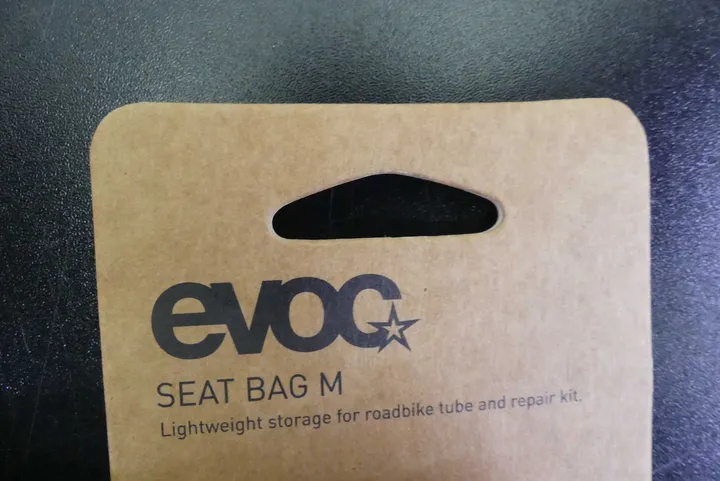 evoc
SEAT BAG M
Lightweight storage for roadbike tube and repair kit.